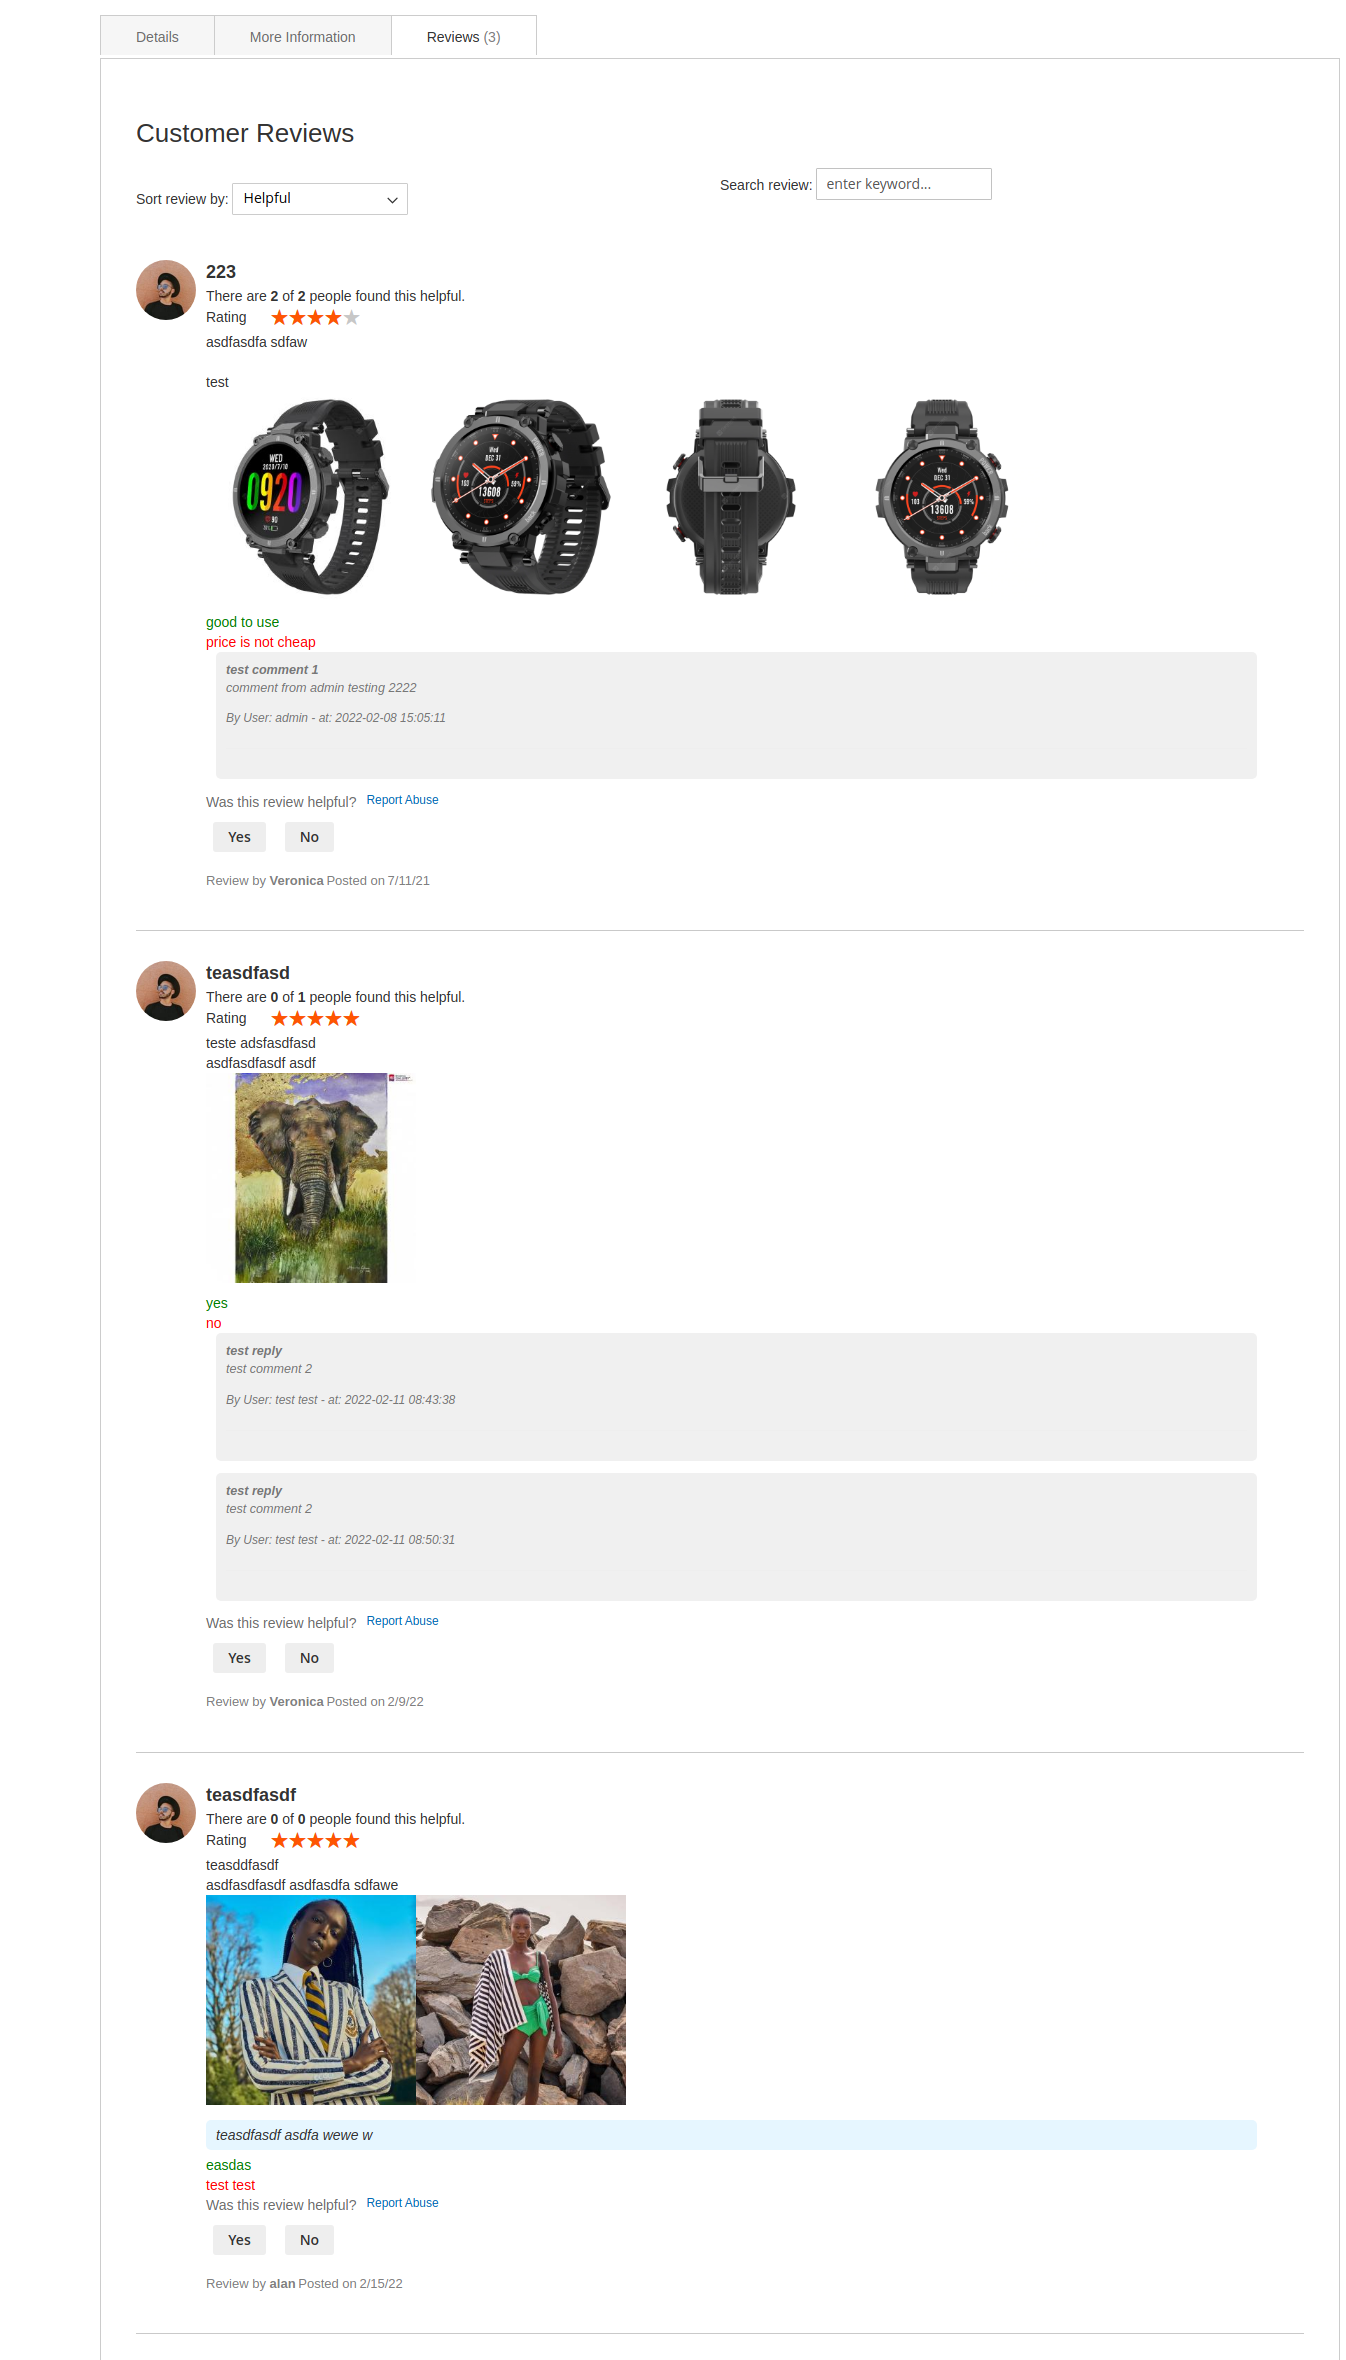 Details
More Information
Reviews (3)
Customer Reviews
Sort review by: Helpful
Search review: enter keyword...
223
There are 2 of 2 people found this helpful.
Rating
asdfasdfa sdfaw
test
WED
2020/7/10
0920
90
Wed
DEC 31
103
13608
59%
Wed
DEC 31
103
13608
59%
good to use
price is not cheap
test comment 1
comment from admin testing 2222
By User: admin - at: 2022-02-08 15:05:11
Was this review helpful? Report Abuse
Yes No
Review by Veronica Posted on 7/11/21
teasdfasd
There are 0 of 1 people found this helpful.
Rating
teste adsfasdfasd
asdfasdfasdf asdf
yes
no
test reply
test comment 2
By User: test test - at: 2022-02-11 08:43:38
test reply
test comment 2
By User: test test - at: 2022-02-11 08:50:31
Was this review helpful? Report Abuse
Yes No
Review by Veronica Posted on 2/9/22
teasdfasdf
There are 0 of 0 people found this helpful.
Rating
teasddfasdf
asdfasdfasdf asdfasdfa sdfawe
teasdfasdf asdfa wewe w
easdas
test test
Was this review helpful? Report Abuse
Yes No
Review by alan Posted on 2/15/22